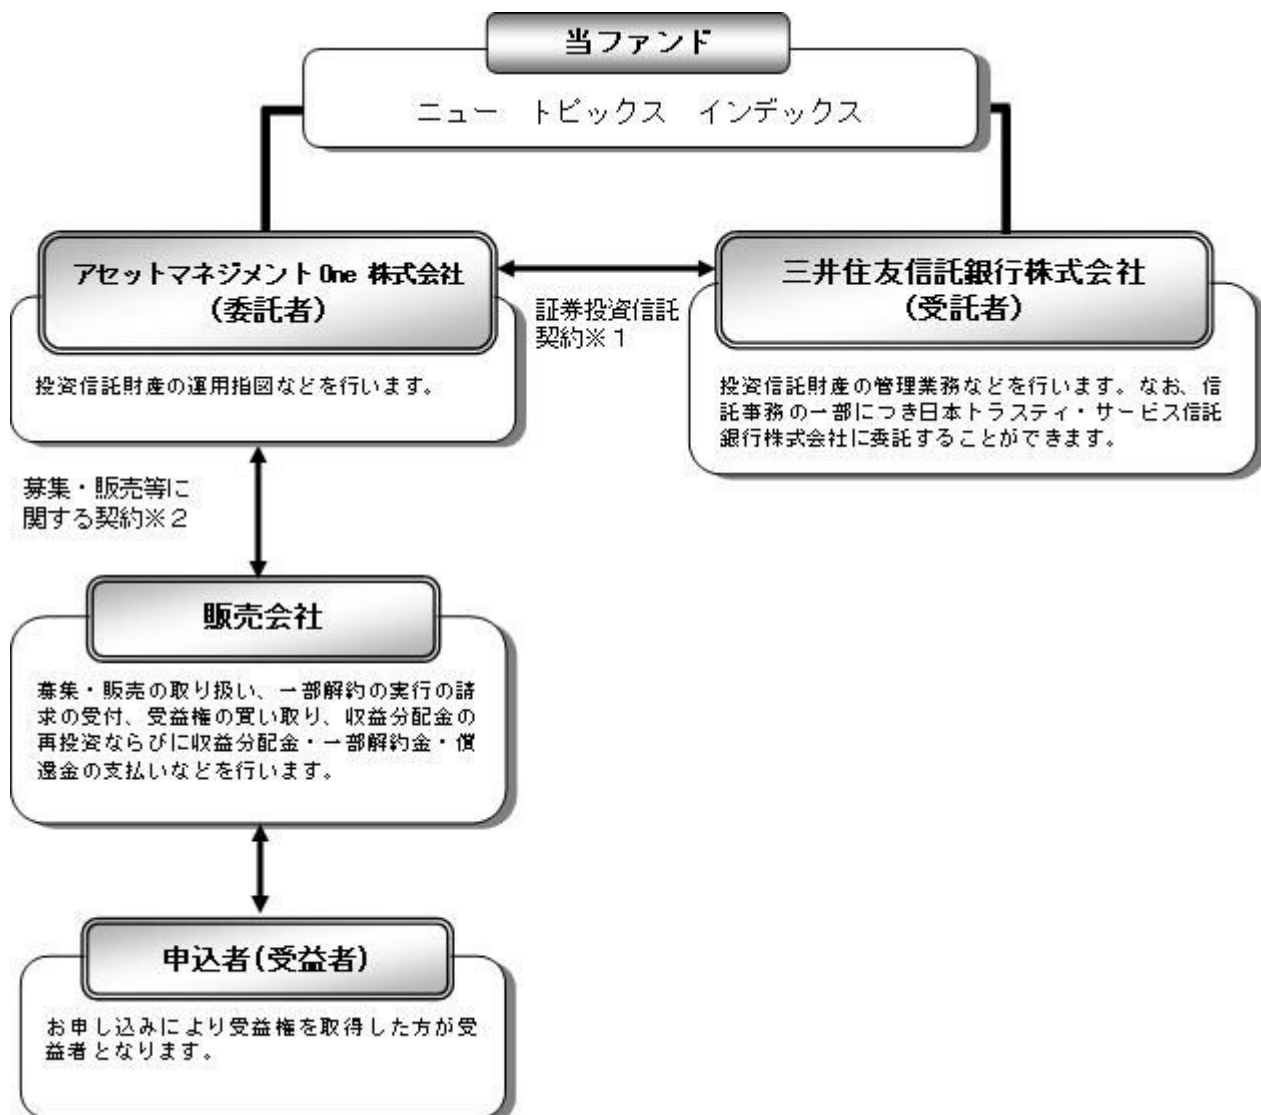 当ファンド
ニュー トピックス インデックス
アセットマネジメントOne 株式会社
(委託者)
投資信託財産の運用指図などを行います。
証券投資信託
契約※１
三井住友信託銀行株式会社
(受託者)
投資信託財産の管理業務などを行います。なお、信
託事務の一部につき日本トラスティ・サービス信託
銀行株式会社に委託することができます。
募集・販売等に
関する契約※２
販売会社
募集・販売の取り扱い、一部解約の実行の請
求の受付、受益権の買い取り、収益分配金の
再投資ならびに収益分配金・一部解約金・償
還金の支払いなどを行います。
申込者(受益者)
お申し込みにより受益権を取得した方が受
益者となります。